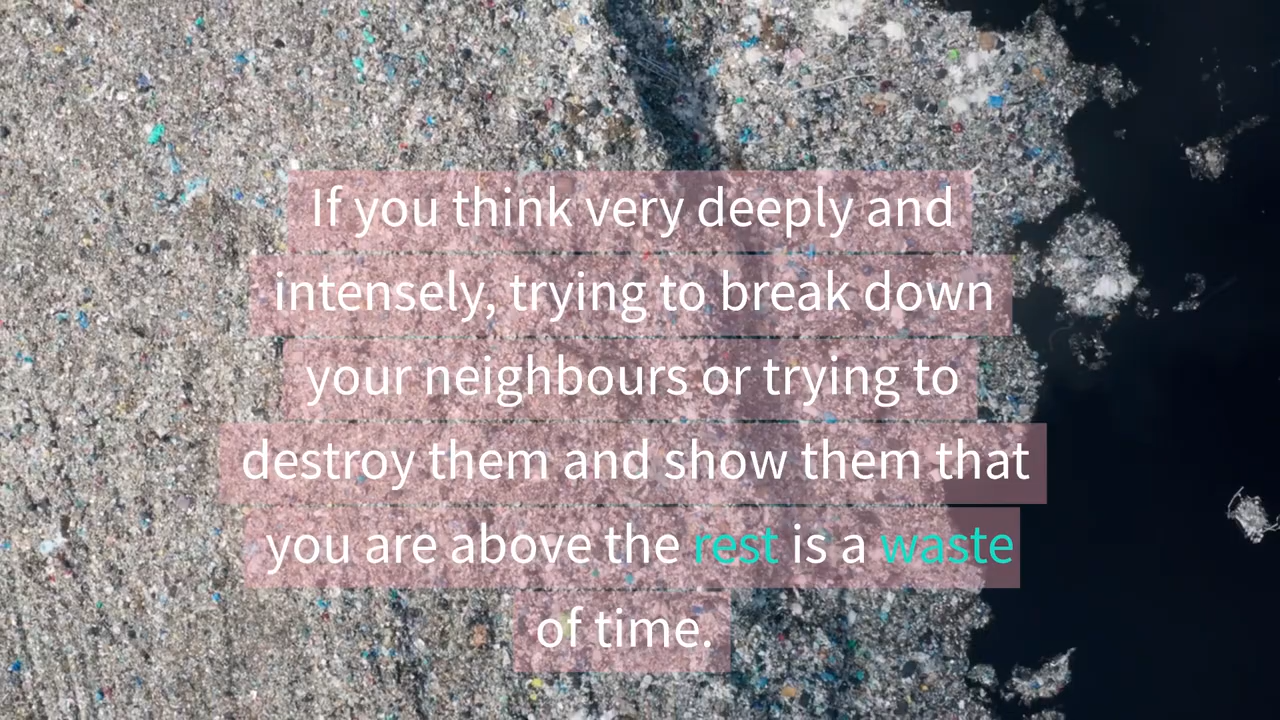 If you think very deeply and
intensely, trying to break down
your neighbours or trying to
destroy them and show them that
you are above the rest is a waste
of time.